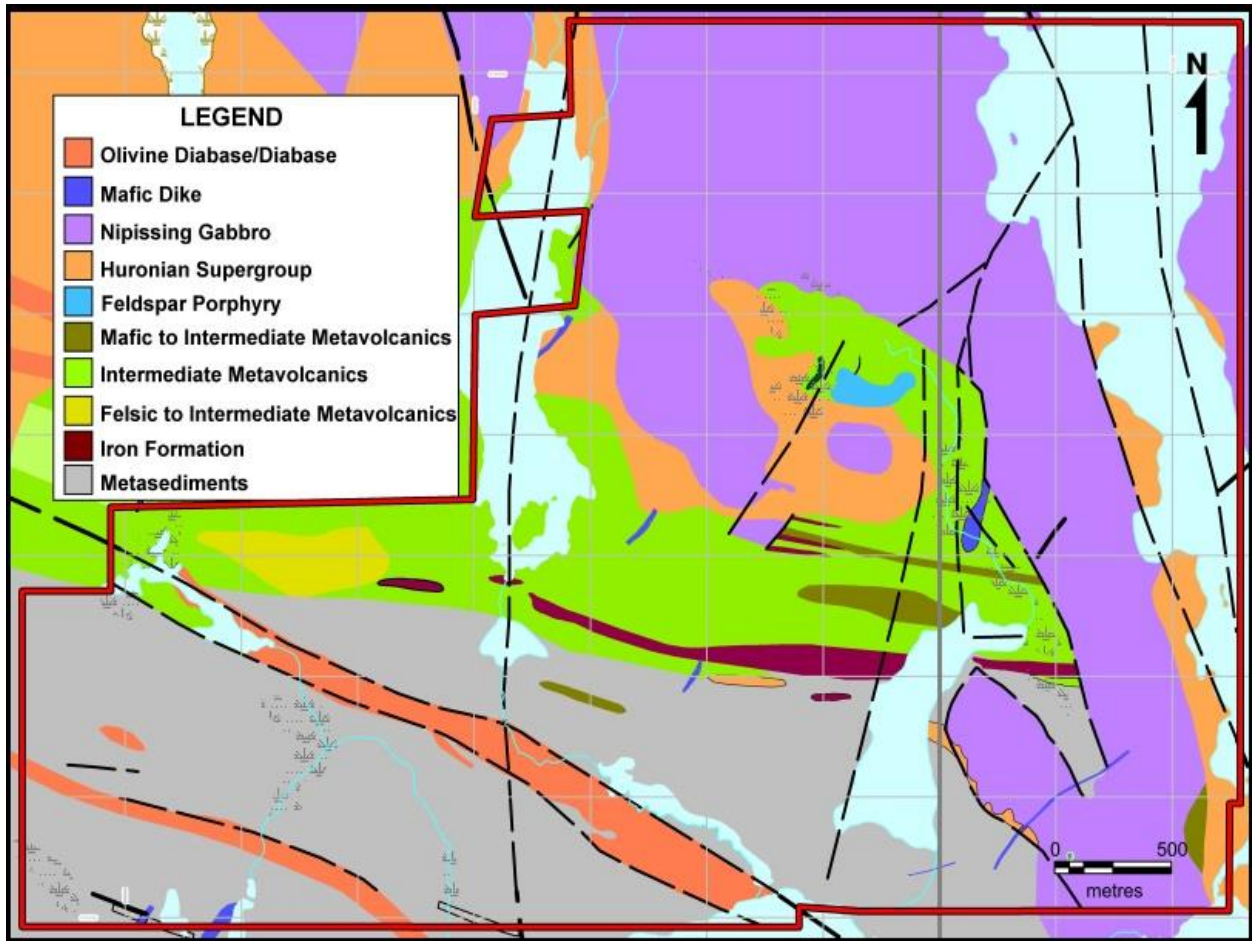 N
LEGEND
Olivine Diabase/Diabase
Mafic Dike
Nipissing Gabbro
Huronian Supergroup
Feldspar Porphyry
Mafic to Intermediate Metavolcanics
Intermediate Metavolcanics
Felsic to Intermediate Metavolcanics
Iron Formation
Metasediments
0 500
metres